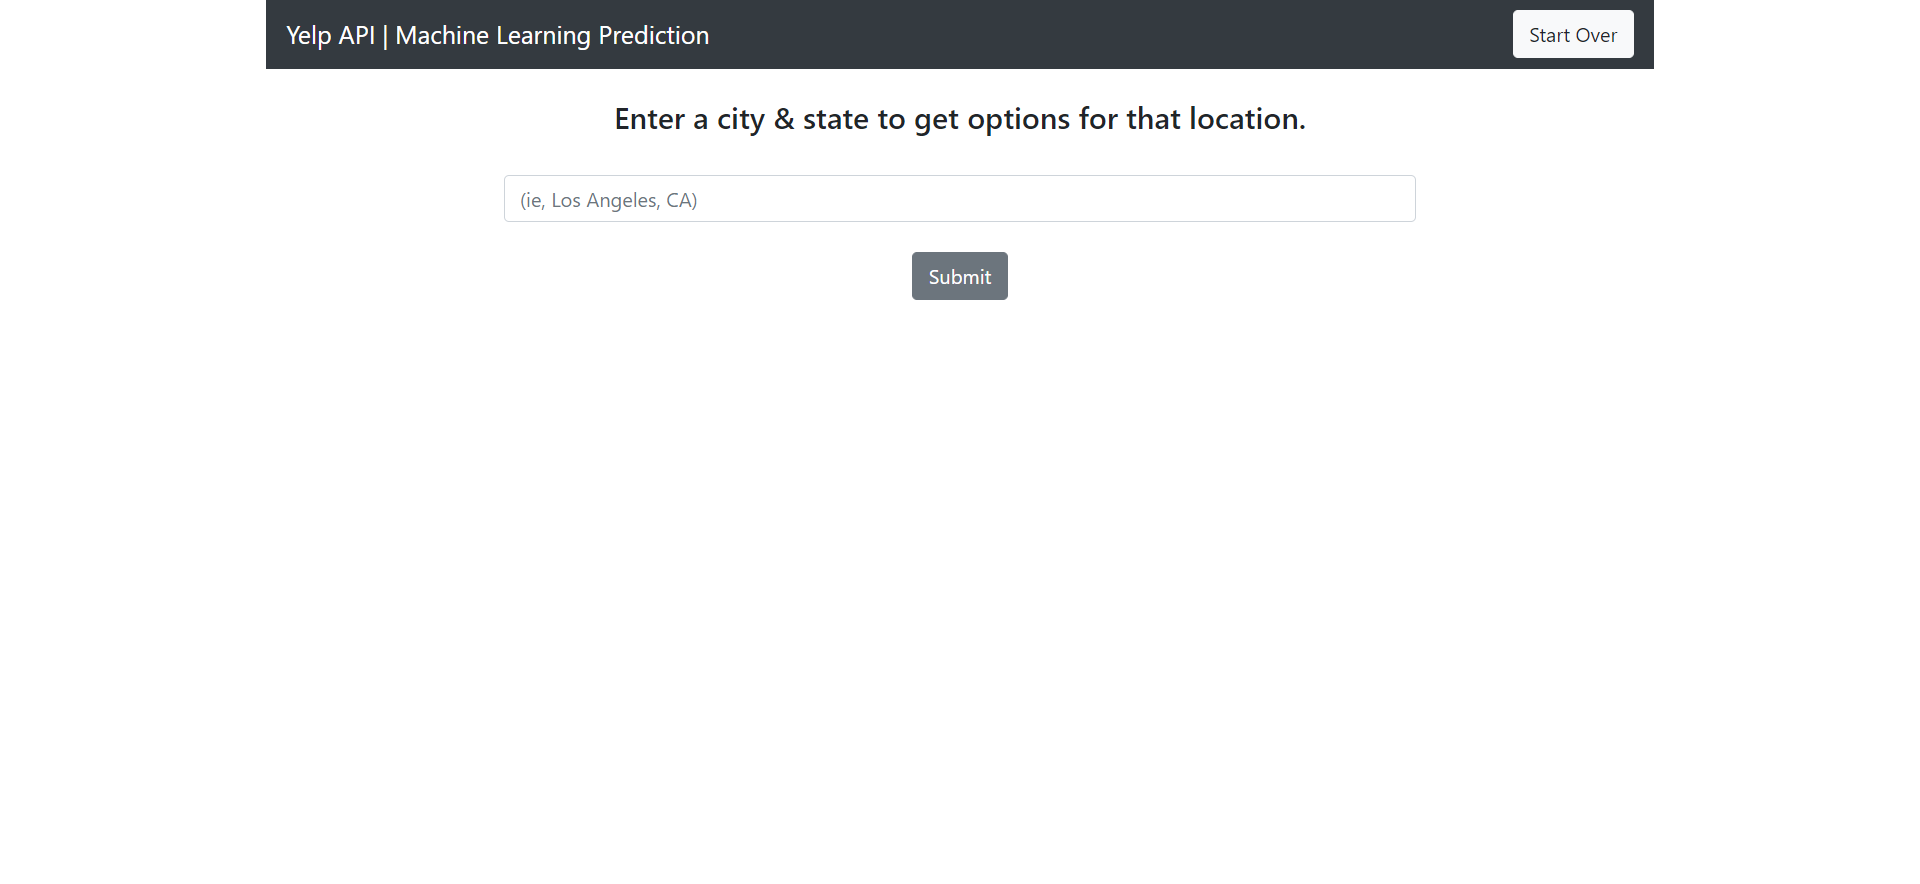 Yelp API | Machine Learning Prediction
Start Over
Enter a city & state to get options for that location.
(ie, Los Angeles, CA)
Submit